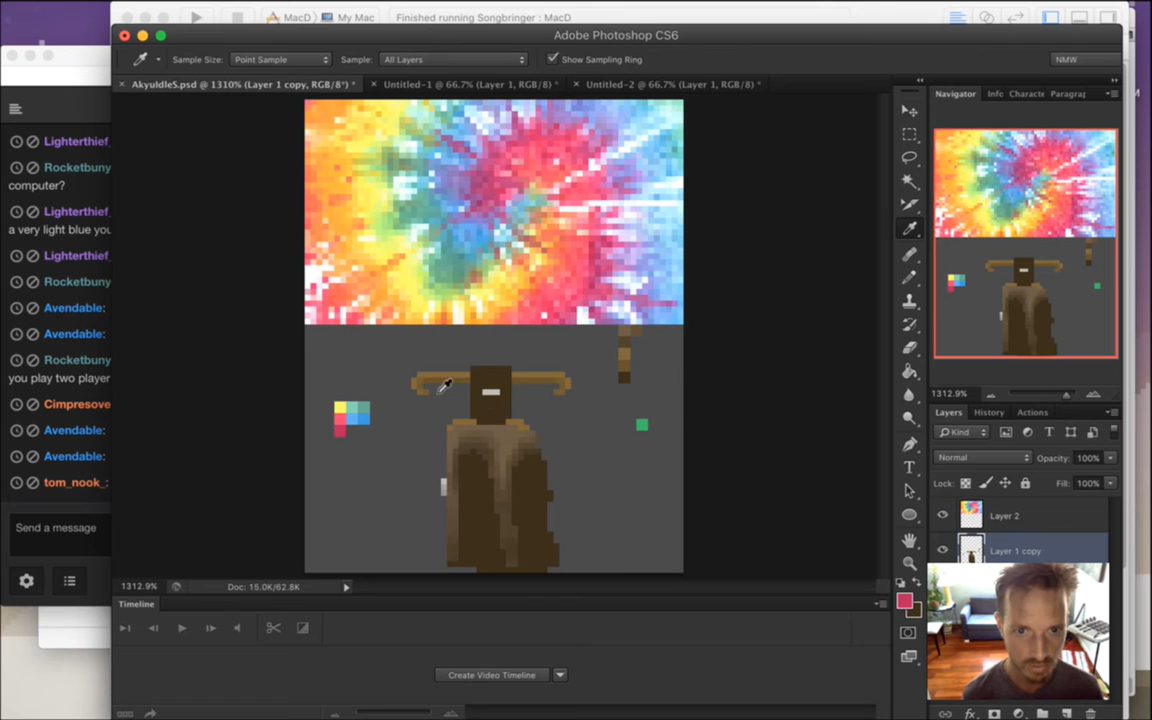 MacD
My Mac
Finished running Songbringer : MacD
Adobe Photoshop CS6
Sample Size:
Point Sample
Sample:
All Layers
Show Sampling Ring
NMW
AkyuIdleS.psd @ 1310% (Layer 1 copy, RGB/8*) *
Untitled-1 @ 66.7% (Layer 1, RGB/8) *
Untitled-2 @ 66.7% (Layer 1, RGB/8) *
Navigator
Info
Characte
Paragrap
Lighterthief_
Rocketbuny
computer?
Lighterthief_
a very light blue you
Lighterthief_
Rocketbuny
Avendable:
Avendable:
Rocketbuny
you play two player
Cimpresove
Avendable:
Avendable:
tom_nook_:
Send a message
1312.9%
Layers
History
Actions
Kind
Normal
Opacity: 100%
Lock:
Fill: 100%
Layer 2
Layer 1 copy
1312.9%
Doc: 15.0K/62.8K
Timeline
Create Video Timeline